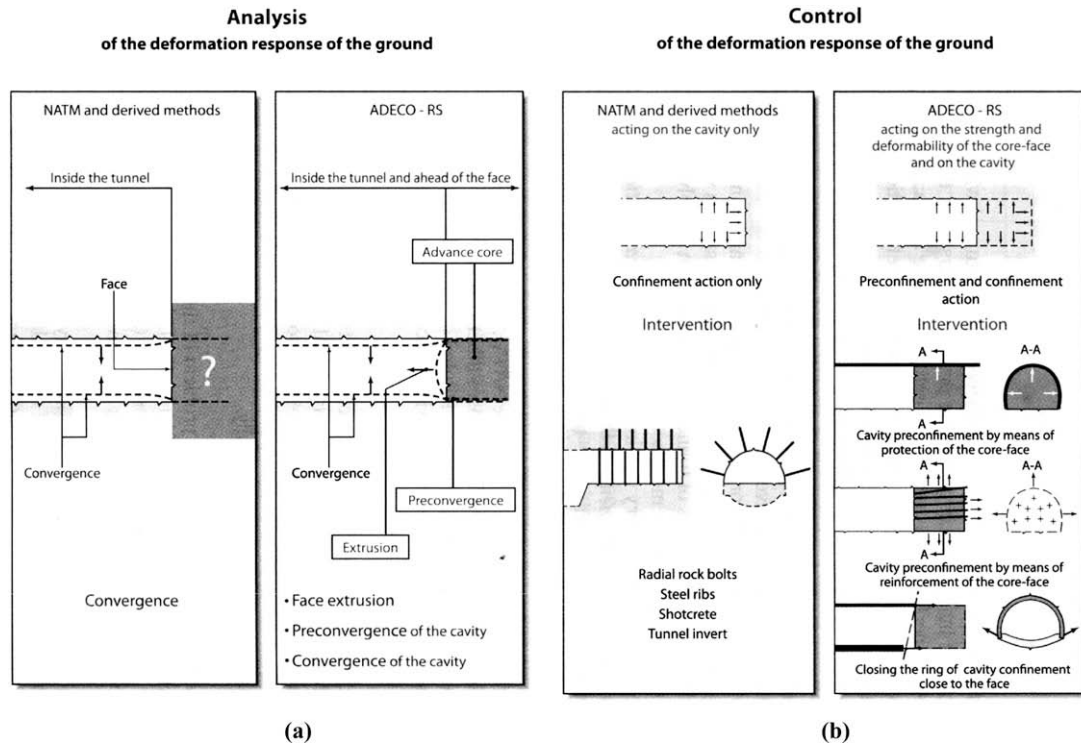 Analysis
of the deformation response of the ground
NATM and derived methods
Inside the tunnel
Face
?
Convergence
Convergence
ADECO - RS
Inside the tunnel and ahead of the face
Advance core
Convergence
Preconvergence
Extrusion
• Face extrusion
• Preconvergence of the cavity
• Convergence of the cavity
(a)
Control
of the deformation response of the ground
NATM and derived methods
acting on the cavity only
Confinement action only
Intervention
Radial rock bolts
Steel ribs
Shotcrete
Tunnel invert
ADECO - RS
acting on the strength and
deformability of the core-face
and on the cavity
Preconfinement and confinement
action
Intervention
A
A-A
A
Cavity preconfinement by means of
protection of the core-face
A
A-A
A
Cavity preconfinement by means of
reinforcement of the core-face
Closing the ring of cavity confinement
close to the face
(b)